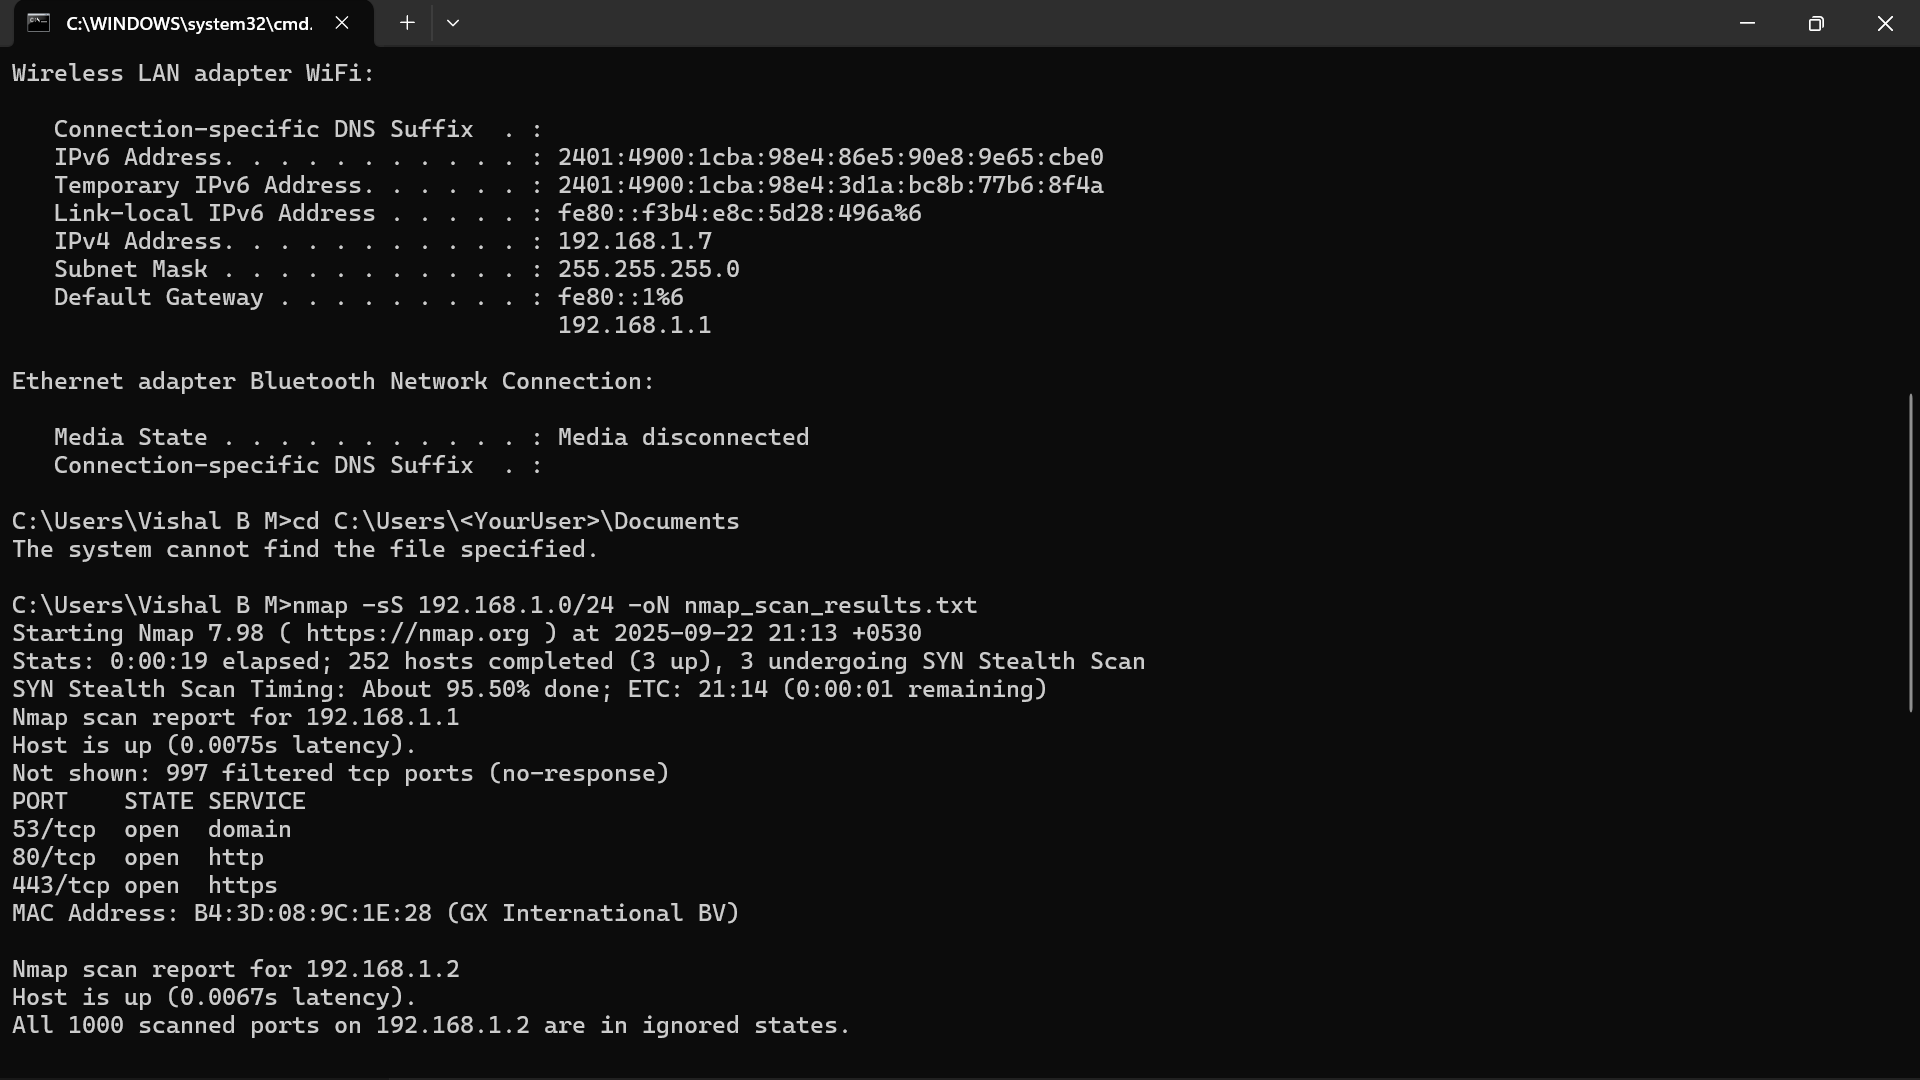 C:\WINDOWS\system32\cmd.
Wireless LAN adapter WiFi:
   Connection-specific DNS Suffix  . :
   IPv6 Address. . . . . . . . . . . : 2401:4900:1cba:98e4:86e5:90e8:9e65:cbe0
   Temporary IPv6 Address. . . . . . : 2401:4900:1cba:98e4:3d1a:bc8b:77b6:8f4a
   Link-local IPv6 Address . . . . . : fe80::f3b4:e8c:5d28:496a%6
   IPv4 Address. . . . . . . . . . . : 192.168.1.7
   Subnet Mask . . . . . . . . . . . : 255.255.255.0
   Default Gateway . . . . . . . . . : fe80::1%6
                                       192.168.1.1
Ethernet adapter Bluetooth Network Connection:
   Media State . . . . . . . . . . . : Media disconnected
   Connection-specific DNS Suffix  . :
C:\Users\Vishal B M>cd C:\Users\<YourUser>\Documents
The system cannot find the file specified.
C:\Users\Vishal B M>nmap -sS 192.168.1.0/24 -oN nmap_scan_results.txt
Starting Nmap 7.98 ( https://nmap.org ) at 2025-09-22 21:13 +0530
Stats: 0:00:19 elapsed; 252 hosts completed (3 up), 3 undergoing SYN Stealth Scan
SYN Stealth Scan Timing: About 95.50% done; ETC: 21:14 (0:00:01 remaining)
Nmap scan report for 192.168.1.1
Host is up (0.0075s latency).
Not shown: 997 filtered tcp ports (no-response)
PORT    STATE SERVICE
53/tcp  open  domain
80/tcp  open  http
443/tcp open  https
MAC Address: B4:3D:08:9C:1E:28 (GX International BV)
Nmap scan report for 192.168.1.2
Host is up (0.0067s latency).
All 1000 scanned ports on 192.168.1.2 are in ignored states.